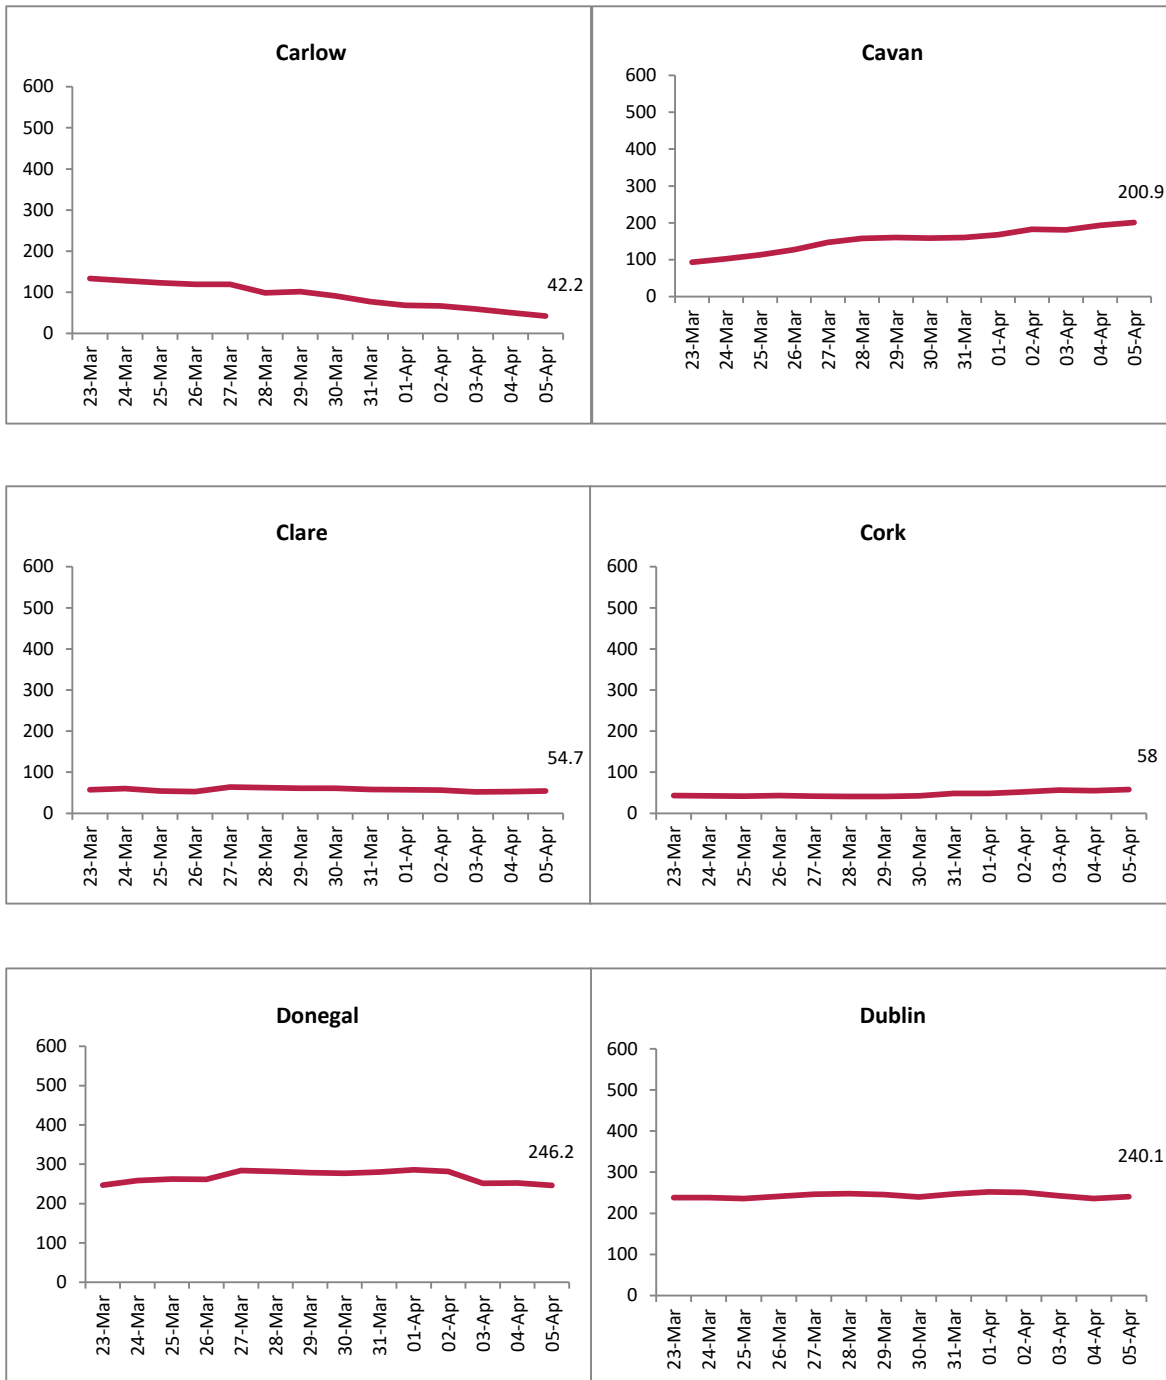 Carlow
600
500
400
300
200
100
0
42.2
23-Mar
24-Mar
25-Mar
26-Mar
27-Mar
28-Mar
29-Mar
30-Mar
31-Mar
01-Apr
02-Apr
03-Apr
04-Apr
05-Apr
Cavan
600
500
400
300
200
100
0
200.9
23-Mar
24-Mar
25-Mar
26-Mar
27-Mar
28-Mar
29-Mar
30-Mar
31-Mar
01-Apr
02-Apr
03-Apr
04-Apr
05-Apr
Clare
600
500
400
300
200
100
0
54.7
23-Mar
24-Mar
25-Mar
26-Mar
27-Mar
28-Mar
29-Mar
30-Mar
31-Mar
01-Apr
02-Apr
03-Apr
04-Apr
05-Apr
Cork
600
500
400
300
200
100
0
58
23-Mar
24-Mar
25-Mar
26-Mar
27-Mar
28-Mar
29-Mar
30-Mar
31-Mar
01-Apr
02-Apr
03-Apr
04-Apr
05-Apr
Donegal
600
500
400
300
200
100
0
246.2
23-Mar
24-Mar
25-Mar
26-Mar
27-Mar
28-Mar
29-Mar
30-Mar
31-Mar
01-Apr
02-Apr
03-Apr
04-Apr
05-Apr
Dublin
600
500
400
300
200
100
0
240.1
23-Mar
24-Mar
25-Mar
26-Mar
27-Mar
28-Mar
29-Mar
30-Mar
31-Mar
01-Apr
02-Apr
03-Apr
04-Apr
05-Apr